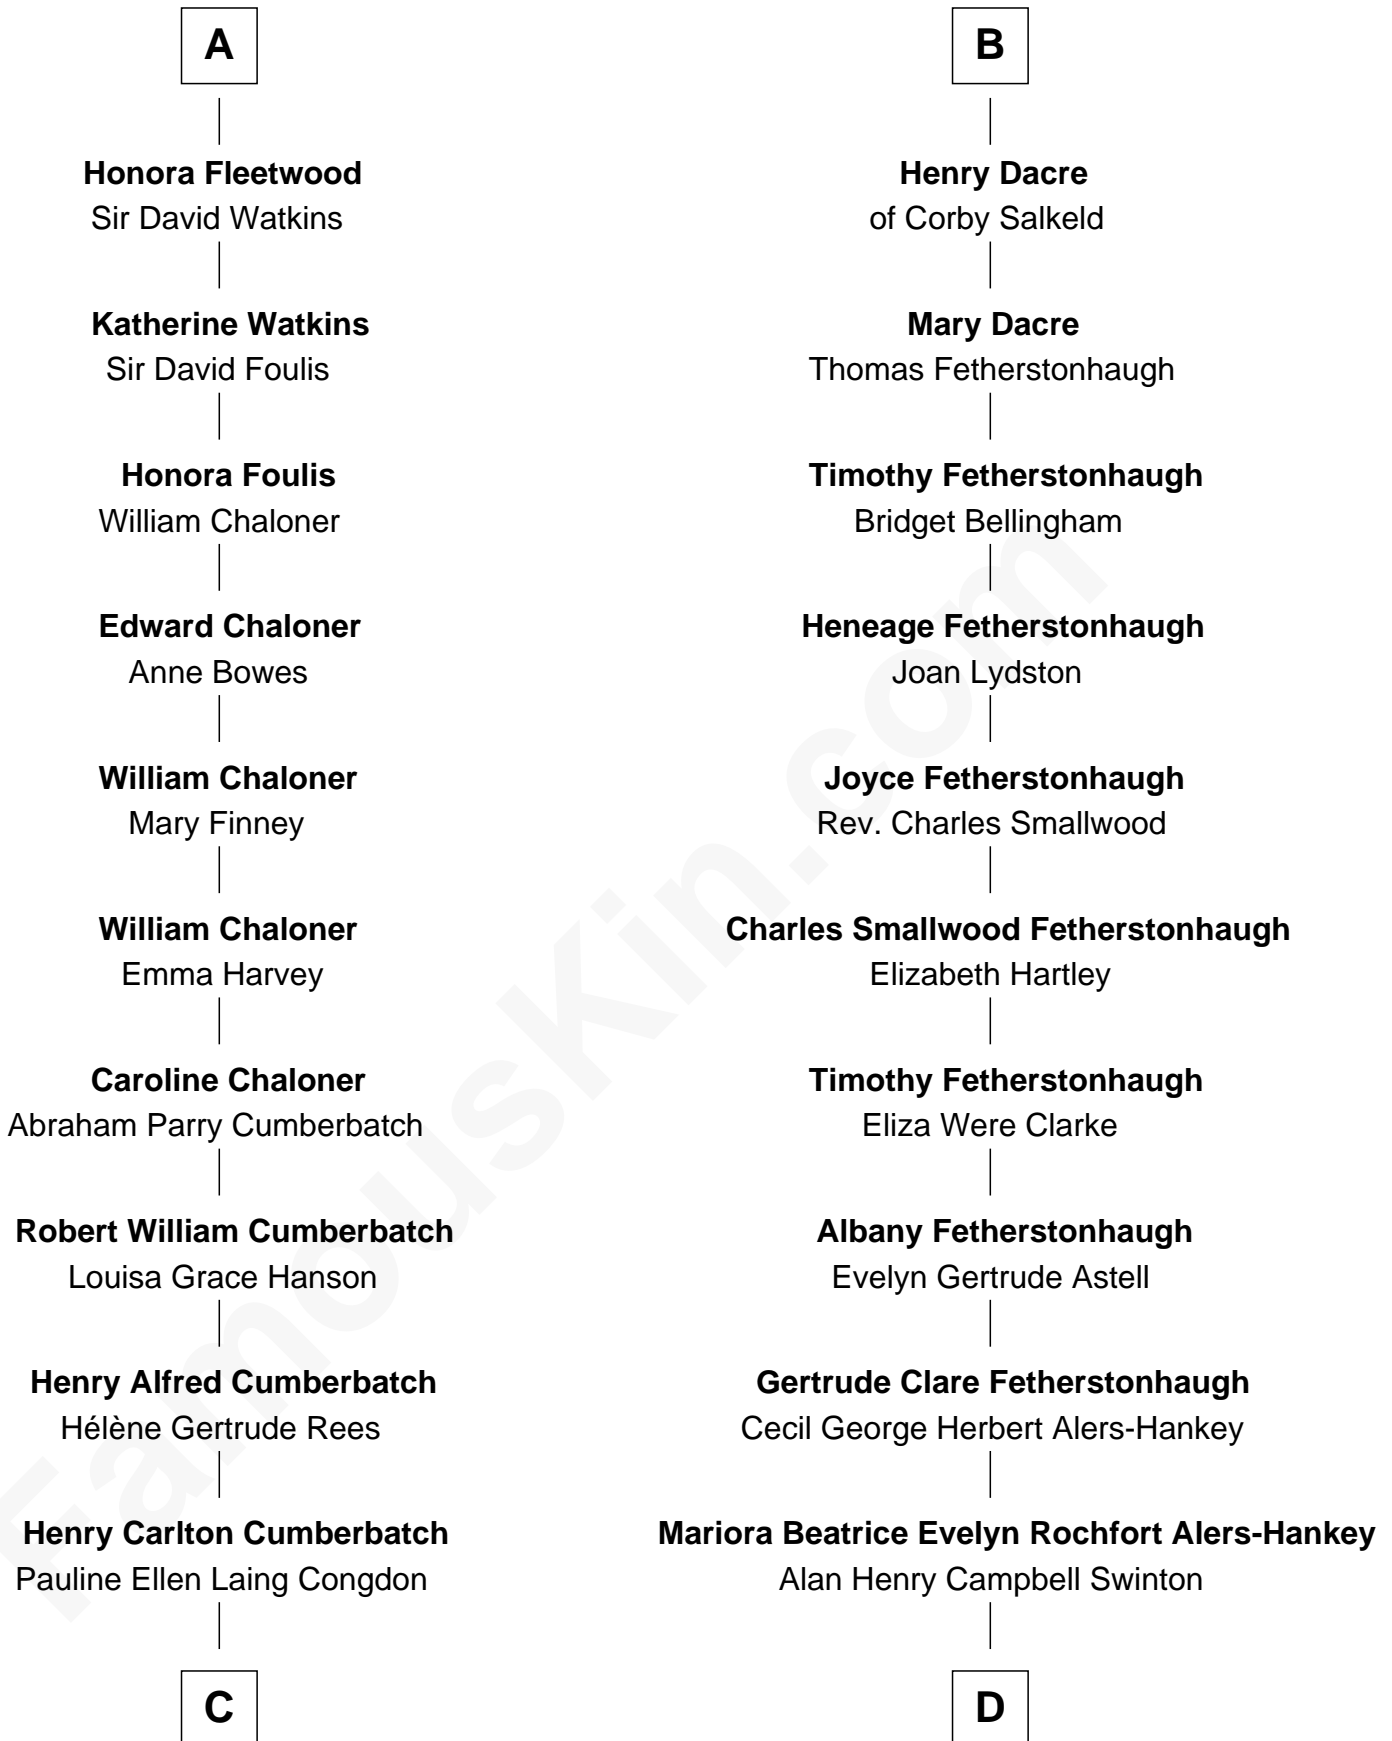 A
Honora Fleetwood
Sir David Watkins
Katherine Watkins
Sir David Foulis
Honora Foulis
William Chaloner
Edward Chaloner
Anne Bowes
William Chaloner
Mary Finney
William Chaloner
Emma Harvey
Caroline Chaloner
Abraham Parry Cumberbatch
Robert William Cumberbatch
Louisa Grace Hanson
Henry Alfred Cumberbatch
Hélène Gertrude Rees
Henry Carlton Cumberbatch
Pauline Ellen Laing Congdon
C
B
Henry Dacre
of Corby Salkeld
Mary Dacre
Thomas Fetherstonhaugh
Timothy Fetherstonhaugh
Bridget Bellingham
Heneage Fetherstonhaugh
Joan Lydston
Joyce Fetherstonhaugh
Rev. Charles Smallwood
Charles Smallwood Fetherstonhaugh
Elizabeth Hartley
Timothy Fetherstonhaugh
Eliza Were Clarke
Albany Fetherstonhaugh
Evelyn Gertrude Astell
Gertrude Clare Fetherstonhaugh
Cecil George Herbert Alers-Hankey
Mariora Beatrice Evelyn Rochfort Alers-Hankey
Alan Henry Campbell Swinton
D
FamousKin.com